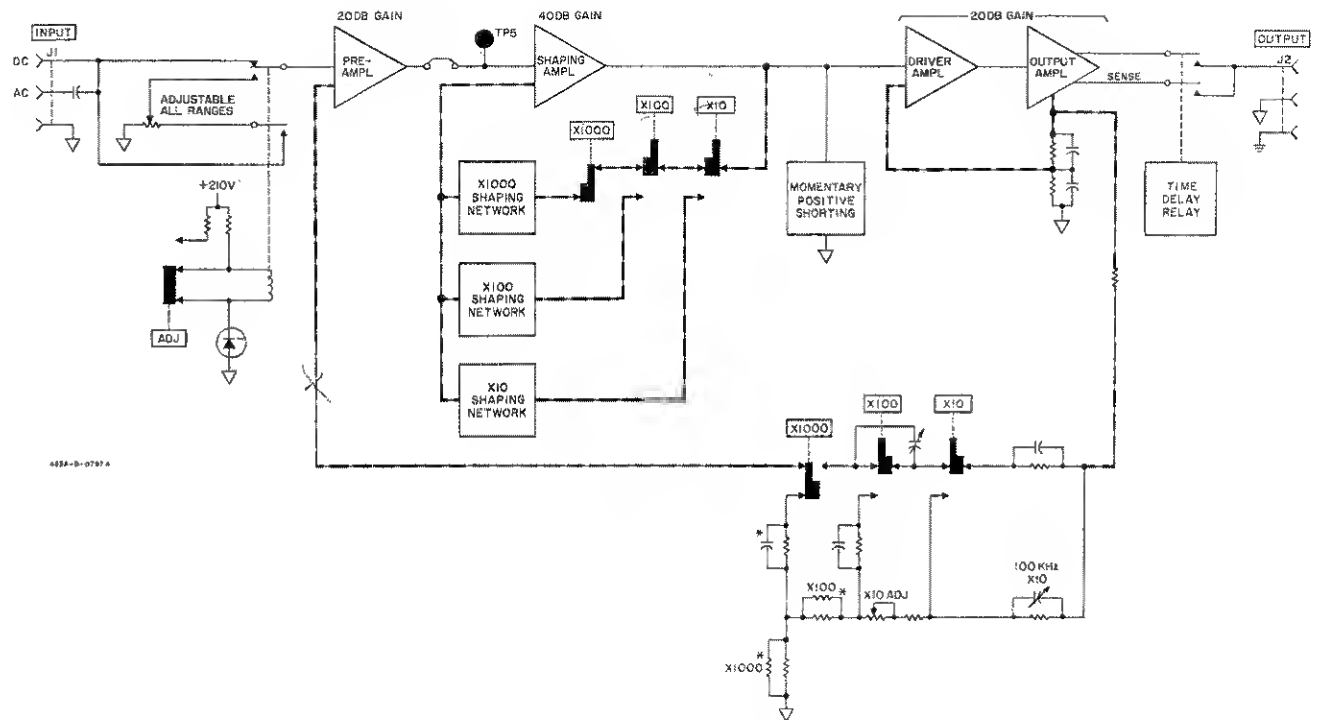 20DB GAIN
40DB GAIN
20DB GAIN
INPUT
J1
DC
AC
ADJUSTABLE
ALL RANGES
+210V
ADJ
PRE-
AMPL
TP5
SHAPING
AMPL
X1000
X100
X10
X1000
SHAPING
NETWORK
X100
SHAPING
NETWORK
X10
SHAPING
NETWORK
MOMENTARY
POSITIVE
SHORTING
DRIVER
AMPL
OUTPUT
AMPL
SENSE
TIME
DELAY
RELAY
OUTPUT
J2
X1000
X100
X10
*
X100
*
X10 ADJ
100 KHz
X10
*
X1000